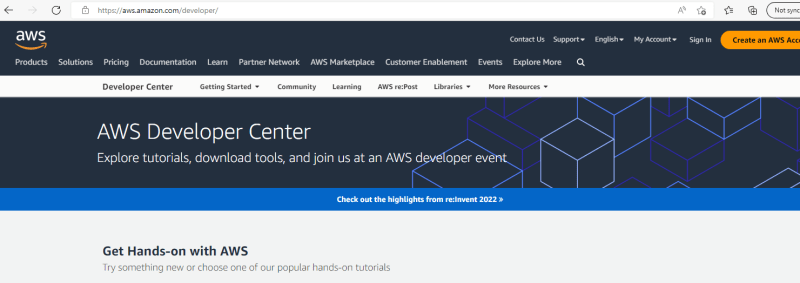 https://aws.amazon.com/developer/
Not sync
aws
Contact Us Support English My Account Sign In Create an AWS Acco
Products Solutions Pricing Documentation Learn Partner Network AWS Marketplace Customer Enablement Events Explore More
Developer Center Getting Started Community Learning AWS re:Post Libraries More Resources
AWS Developer Center
Explore tutorials, download tools, and join us at an AWS developer event
Check out the highlights from re:Invent 2022 »
Get Hands-on with AWS
Try something new or choose one of our popular hands-on tutorials